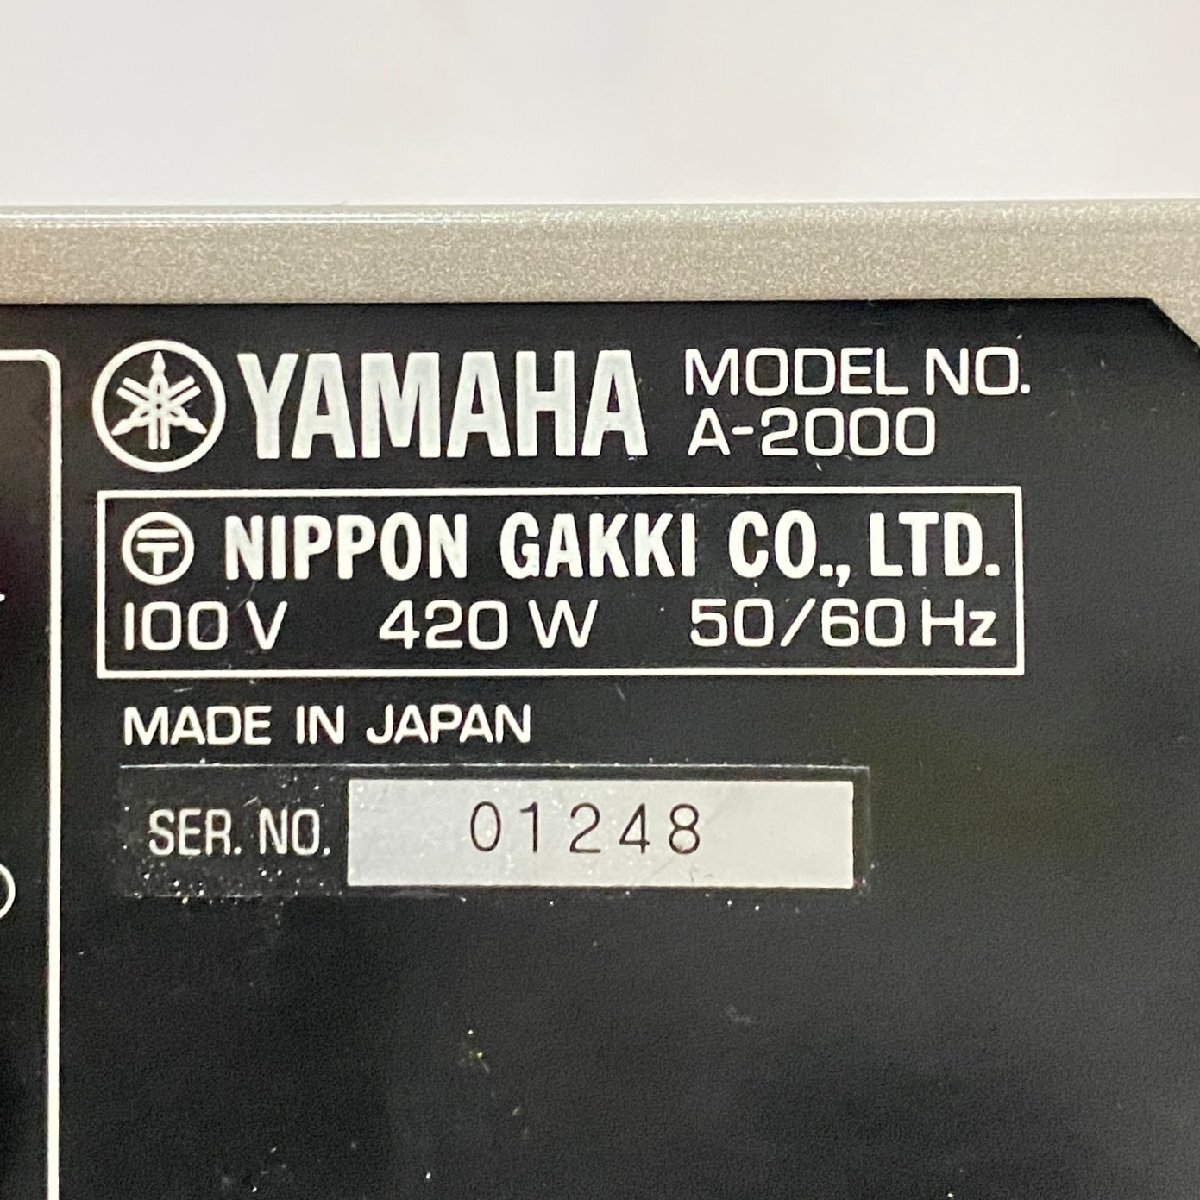 YAMAHA MODEL NO.
A-2000
〒 NIPPON GAKKI CO., LTD.
100 V 420 W 50/60 Hz
MADE IN JAPAN
SER. NO. 01248